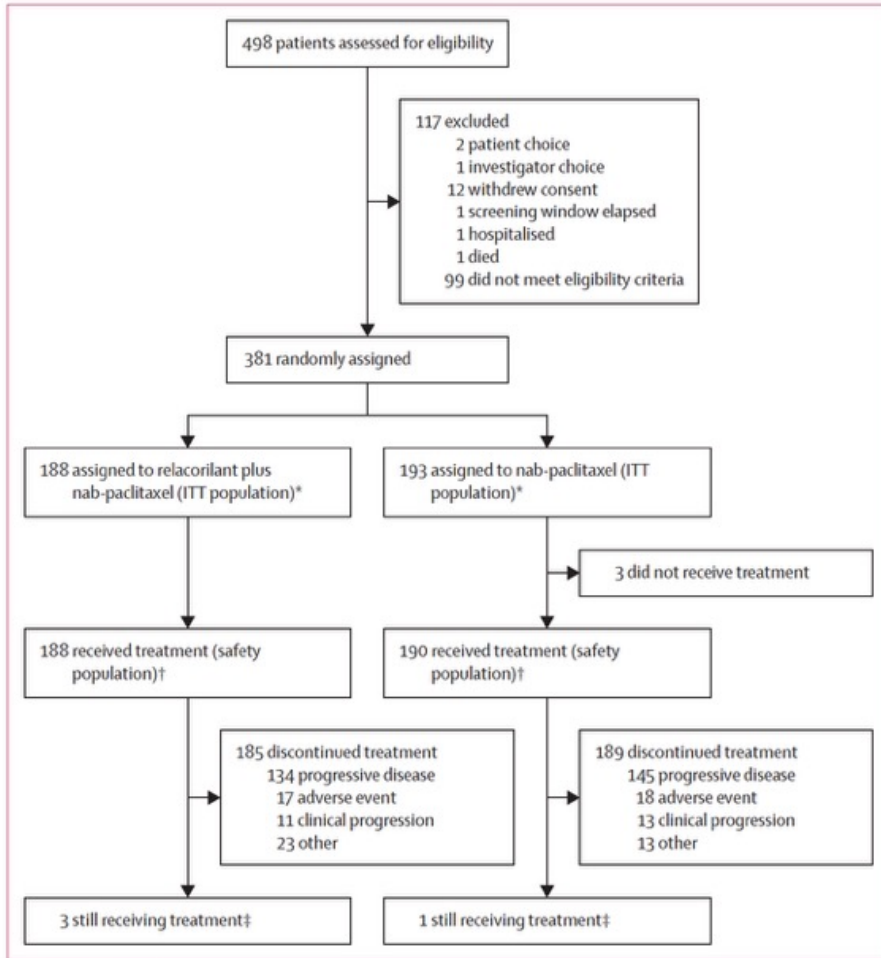 498 patients assessed for eligibility
117 excluded
2 patient choice
1 investigator choice
12 withdrew consent
1 screening window elapsed
1 hospitalised
1 died
99 did not meet eligibility criteria
381 randomly assigned
188 assigned to relacorilant plus
nab-paclitaxel (ITT population)*
193 assigned to nab-paclitaxel (ITT
population)*
3 did not receive treatment
188 received treatment (safety
population)†
190 received treatment (safety
population)†
185 discontinued treatment
134 progressive disease
17 adverse event
11 clinical progression
23 other
189 discontinued treatment
145 progressive disease
18 adverse event
13 clinical progression
13 other
3 still receiving treatment‡
1 still receiving treatment‡